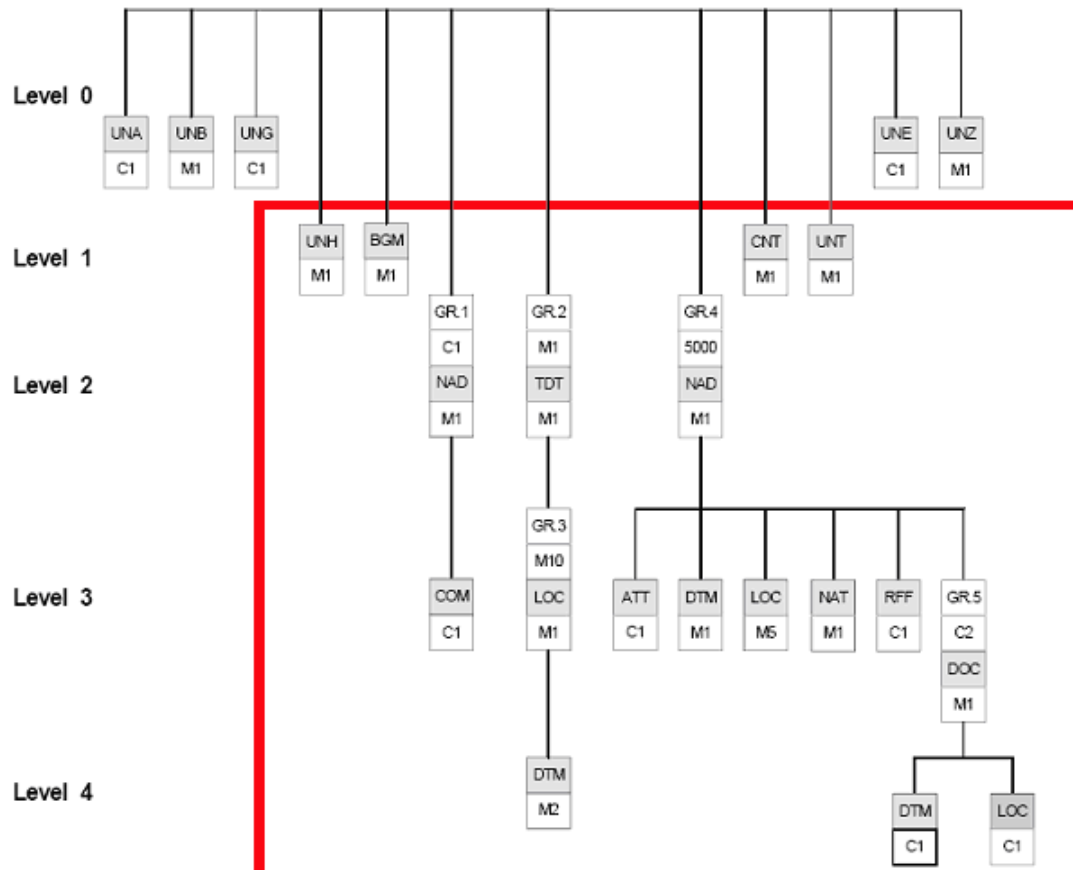 Level 0
UNA UNB UNG UNE UNZ
C1 M1 C1 C1 M1
Level 1
UNH BGM CNT UNT
M1 M1 M1 M1
GR.1 GR.2 GR.4
C1 M1 5000
Level 2
NAD TDT NAD
M1 M1 M1
GR.3
M10
Level 3
COM LOC ATT DTM LOC NAT RFF GR.5
C1 M1 C1 M1 M5 M1 C1 C2
DOC
M1
DTM
M2
Level 4
DTM LOC
C1 C1